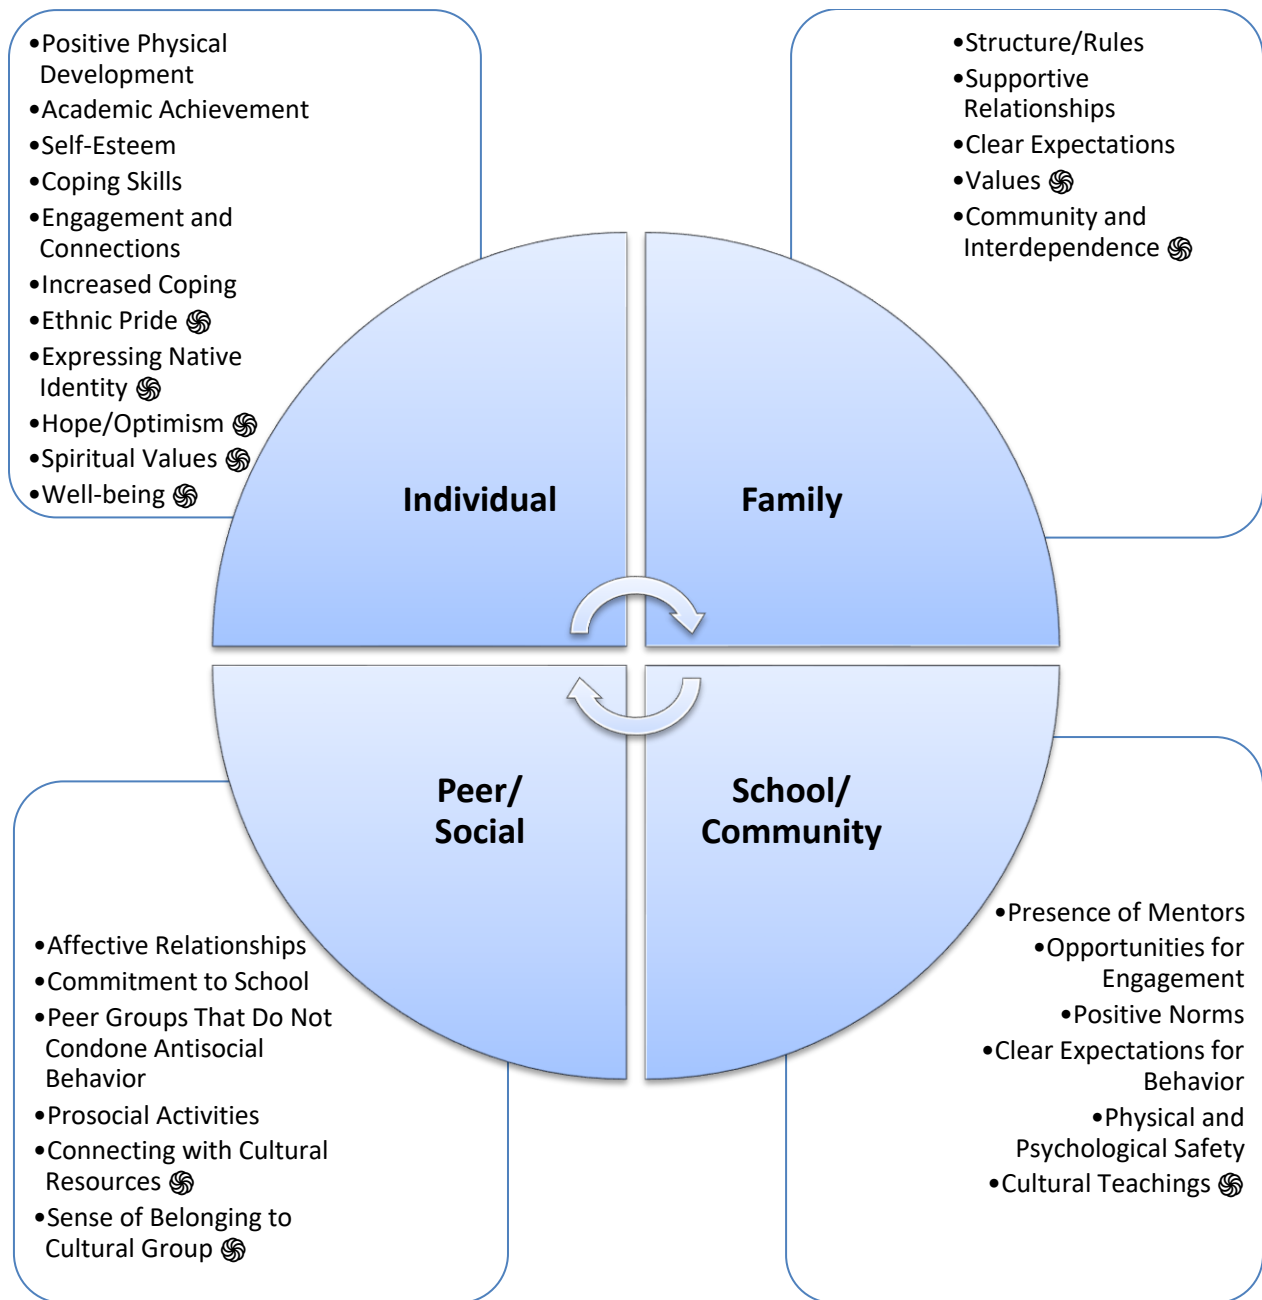 •Positive Physical
Development
•Academic Achievement
•Self-Esteem
•Coping Skills
•Engagement and
Connections
•Increased Coping
•Ethnic Pride ֍
•Expressing Native
Identity ֍
•Hope/Optimism ֍
•Spiritual Values ֍
•Well-being ֍
•Structure/Rules
•Supportive
Relationships
•Clear Expectations
•Values ֍
•Community and
Interdependence ֍
Individual
Family
Peer/
Social
School/
Community
•Affective Relationships
•Commitment to School
•Peer Groups That Do Not
Condone Antisocial
Behavior
•Prosocial Activities
•Connecting with Cultural
Resources ֍
•Sense of Belonging to
Cultural Group ֍
•Presence of Mentors
•Opportunities for
Engagement
•Positive Norms
•Clear Expectations for
Behavior
•Physical and
Psychological Safety
•Cultural Teachings ֍